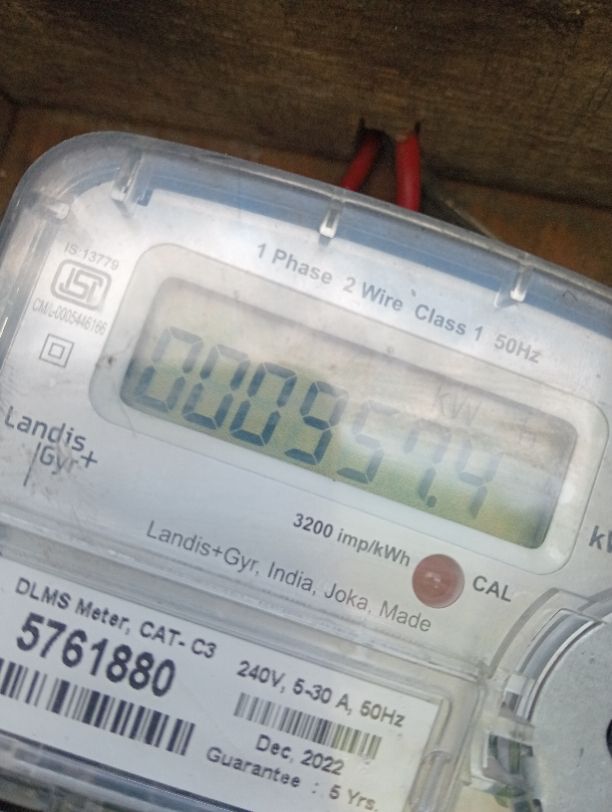 IS:13779
CM/L-0005446166
1 Phase 2 Wire Class 1 50Hz
kW h
000957.4
Landis
Gyr+
3200 imp/kWh
CAL
Landis+Gyr, India, Joka, Made
DLMS Meter, CAT- C3
5761880
240V, 5-30 A, 50Hz
Dec, 2022
Guarantee : 5 Yrs.